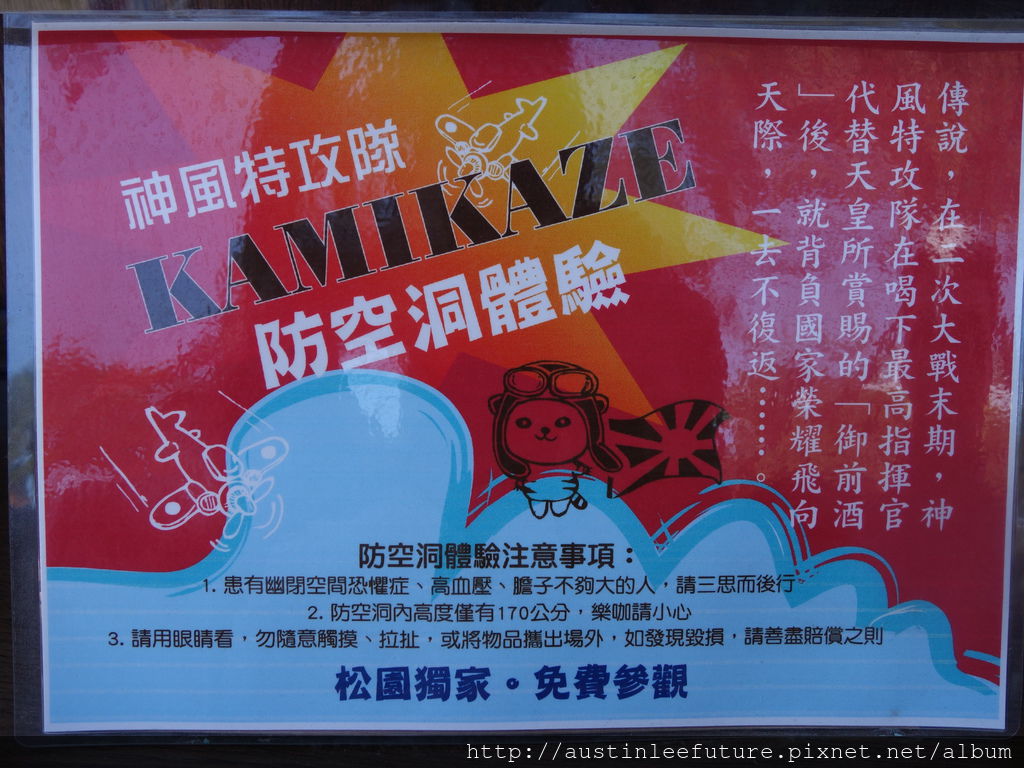 神風特攻隊
KAMIKAZE
防空洞體驗
傳說，在二次大戰末期，神
風特攻隊在喝下最高指揮官
代替天皇所賞賜的「御前酒
」後，就背負國家榮耀飛向
天際，一去不復返⋯⋯。
防空洞體驗注意事項：
1. 患有幽閉空間恐懼症、高血壓、膽子不夠大的人，請三思而後行
2. 防空洞內高度僅有170公分，樂咖請小心
3. 請用眼睛看，勿隨意觸摸、拉扯，或將物品攜出場外，如發現毀損，請善盡賠償之則
松園獨家。免費參觀
http://austinleefuture.pixnet.net/album